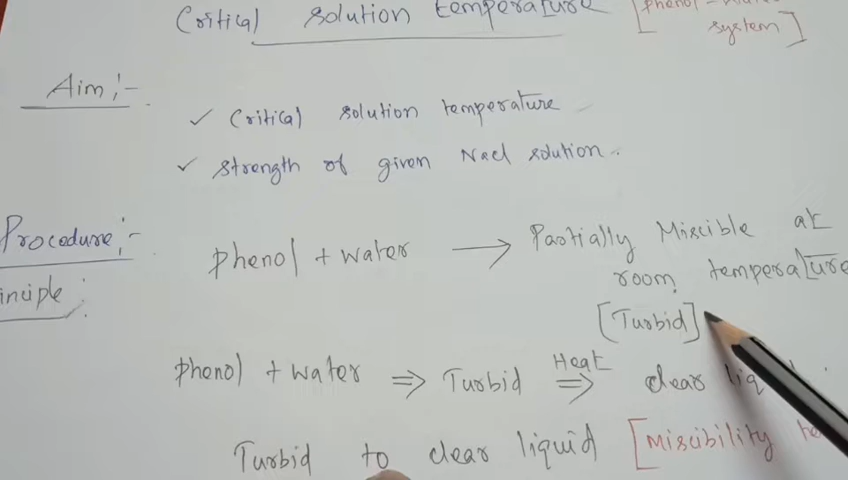 Critical solution temperature [phenol - water
system]
Aim :-
✓ Critical solution temperature
✓ strength of given Nacl solution.
Procedure :-
phenol + water → Partially Miscible at
room temperature
inciple :
[Turbid]
phenol + water ⇒ Turbid Heat ⇒ clear liq
Turbid to clear liquid [Miscibility te